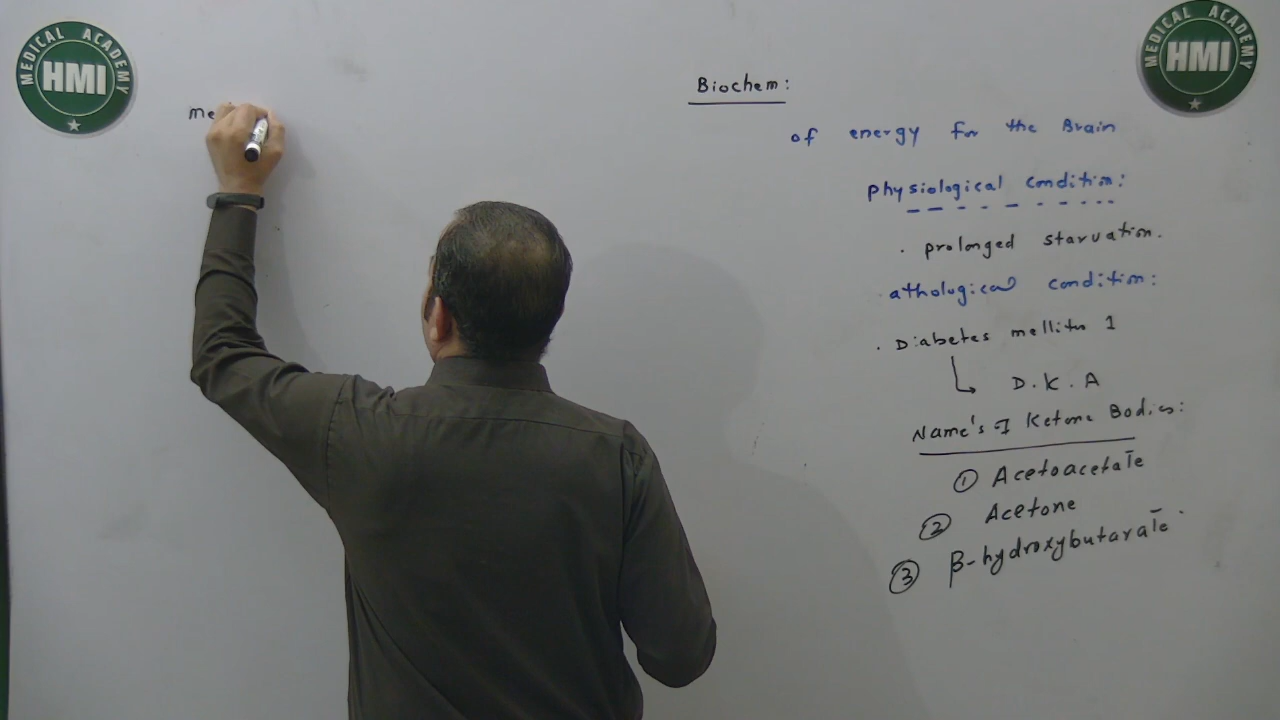 MEDICAL ACADEMY
HMI
MEDICAL ACADEMY
HMI
me
Biochem:
of energy for the Brain
physiological condition:
. prolonged starvation.
athological condition:
. Diabetes mellitus 1
D.K.A
Name's of Ketone Bodies:
① Acetoacetate
② Acetone
③ β-hydroxybutarate.